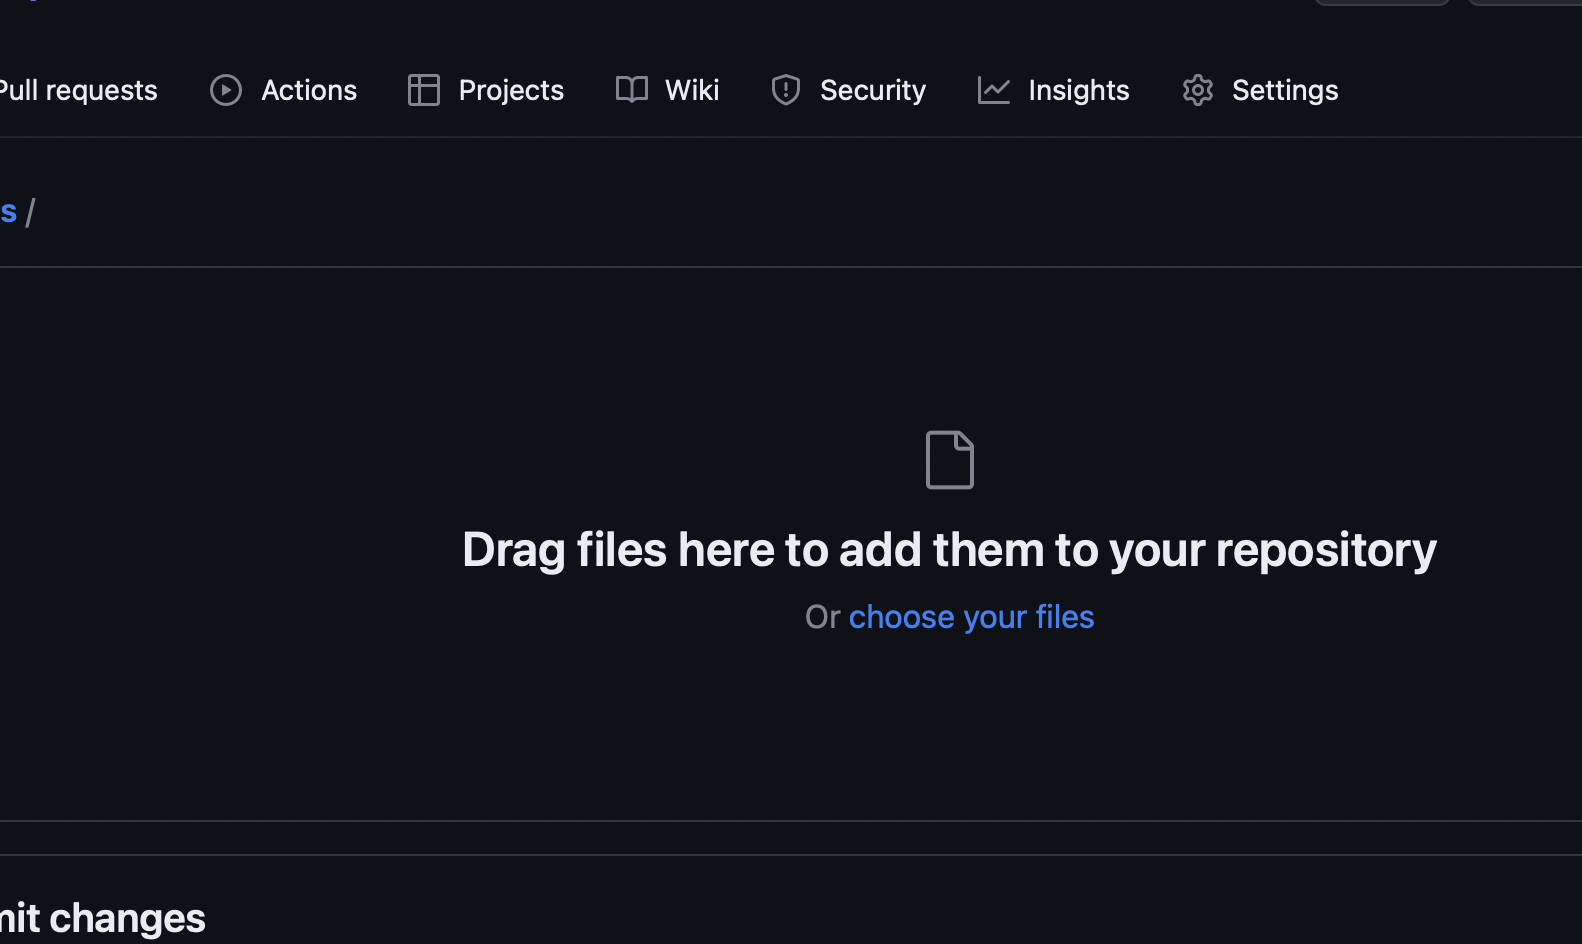 Pull requests Actions Projects Wiki Security Insights Settings
s /
Drag files here to add them to your repository
Or choose your files
mit changes